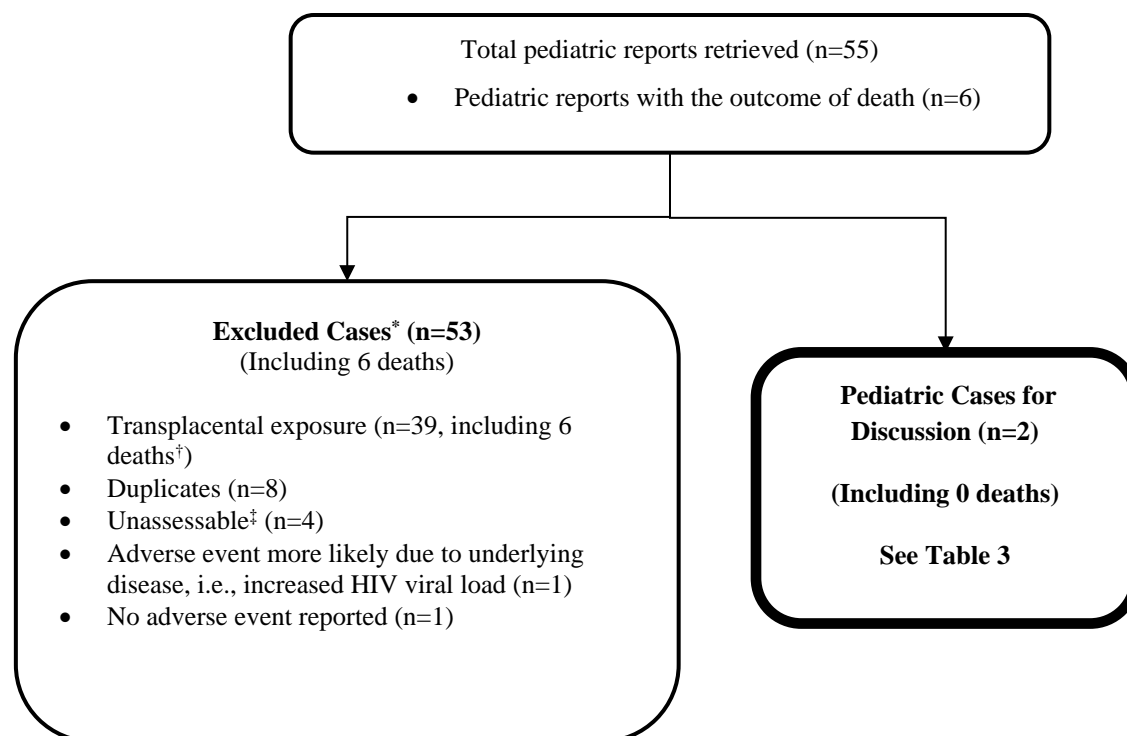 Total pediatric reports retrieved (n=55)
• Pediatric reports with the outcome of death (n=6)
Excluded Cases* (n=53)
(Including 6 deaths)
• Transplacental exposure (n=39, including 6
deaths†)
• Duplicates (n=8)
• Unassessable‡ (n=4)
• Adverse event more likely due to underlying
disease, i.e., increased HIV viral load (n=1)
• No adverse event reported (n=1)
Pediatric Cases for
Discussion (n=2)
(Including 0 deaths)
See Table 3